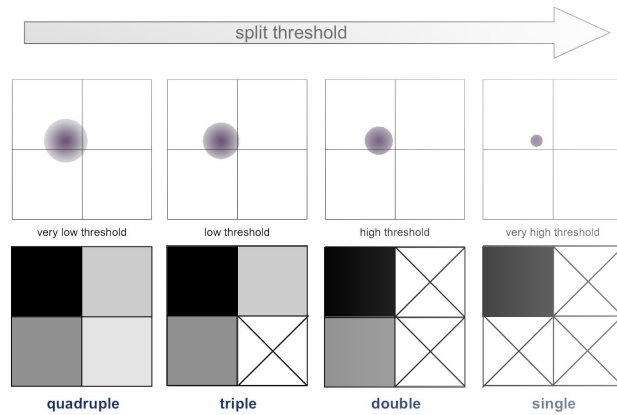 split threshold
very low threshold
low threshold
high threshold
very high threshold
quadruple
triple
double
single